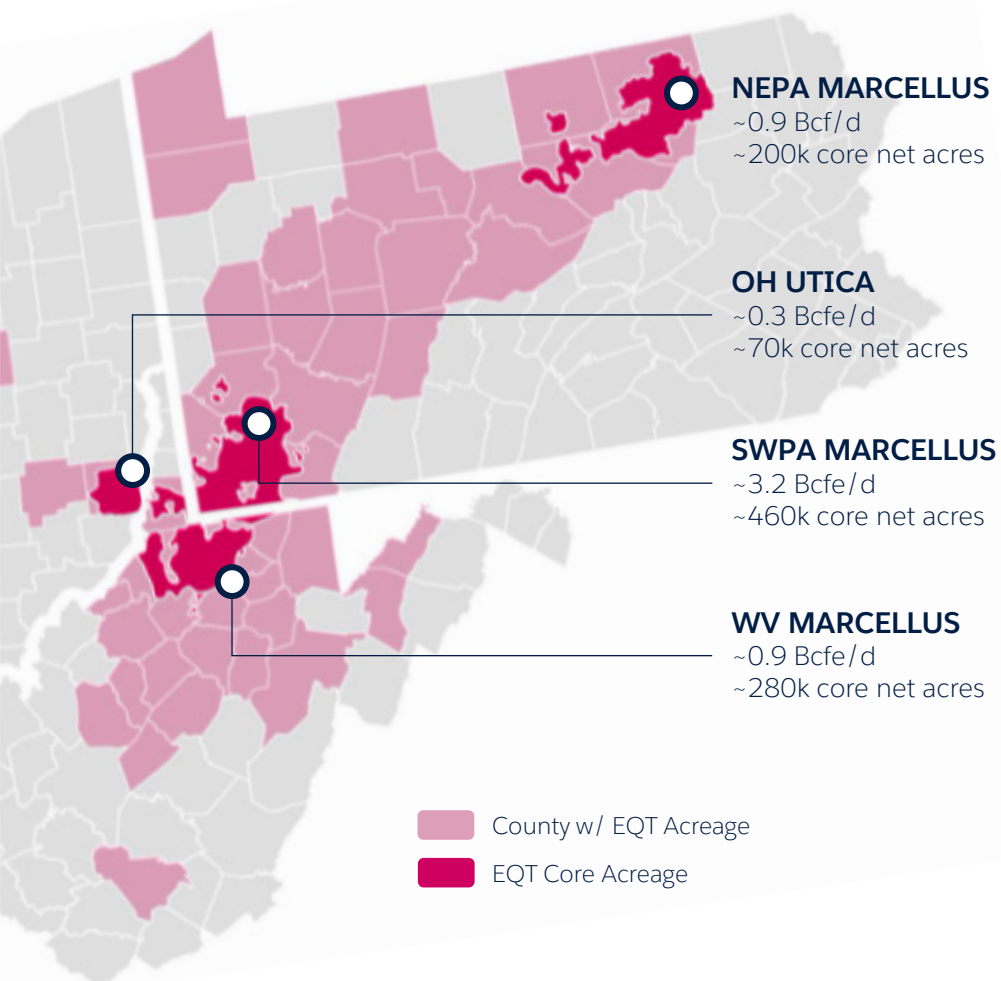 NEPA MARCELLUS
~0.9 Bcf/d
~200k core net acres
OH UTICA
~0.3 Bcfe/d
~70k core net acres
SWPA MARCELLUS
~3.2 Bcfe/d
~460k core net acres
WV MARCELLUS
~0.9 Bcfe/d
~280k core net acres
County w/ EQT Acreage
EQT Core Acreage